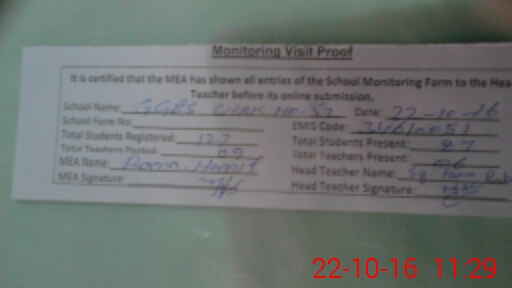 Monitoring Visit Proof
It is certified that the MEA has shown all entries of the School Monitoring Form to the Head
Teacher before its online submission.
School Name: GGPS Date: 22-10-16
School Form No: EMIS Code:
Total Students Registered: 127 Total Students Present: 87
Total Teachers Posted: Total Teachers Present: 06
MEA Name: Head Teacher Name:
MEA Signature: Head Teacher Signature:
22-10-16 11:29